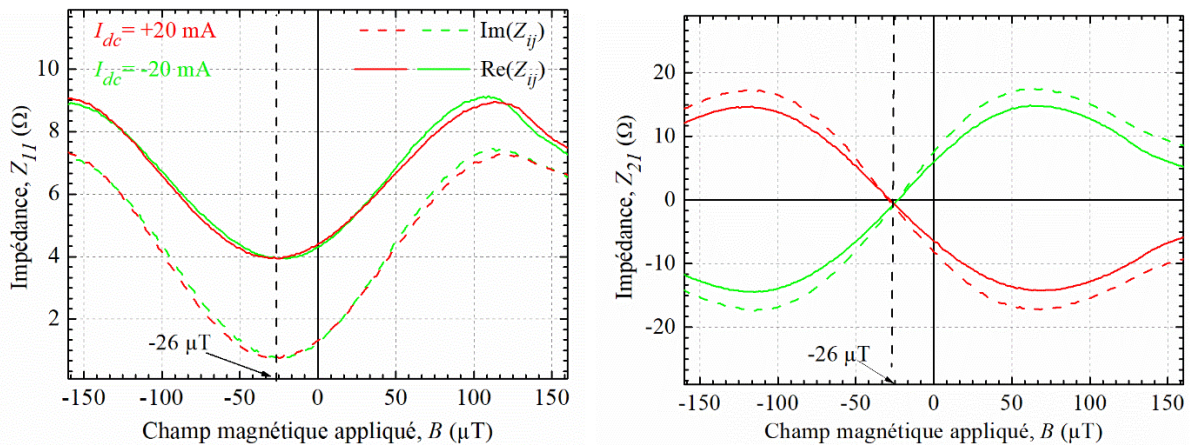 I_dc= +20 mA
I_dc= -20 mA
Im(Z_ij)
Re(Z_ij)
Impédance, Z_11 (Ω)
10
8
6
4
2
-26 µT
-150 -100 -50 0 50 100 150
Champ magnétique appliqué, B (µT)
Impédance, Z_21 (Ω)
20
10
0
-10
-20
-26 µT
-150 -100 -50 0 50 100 150
Champ magnétique appliqué, B (µT)